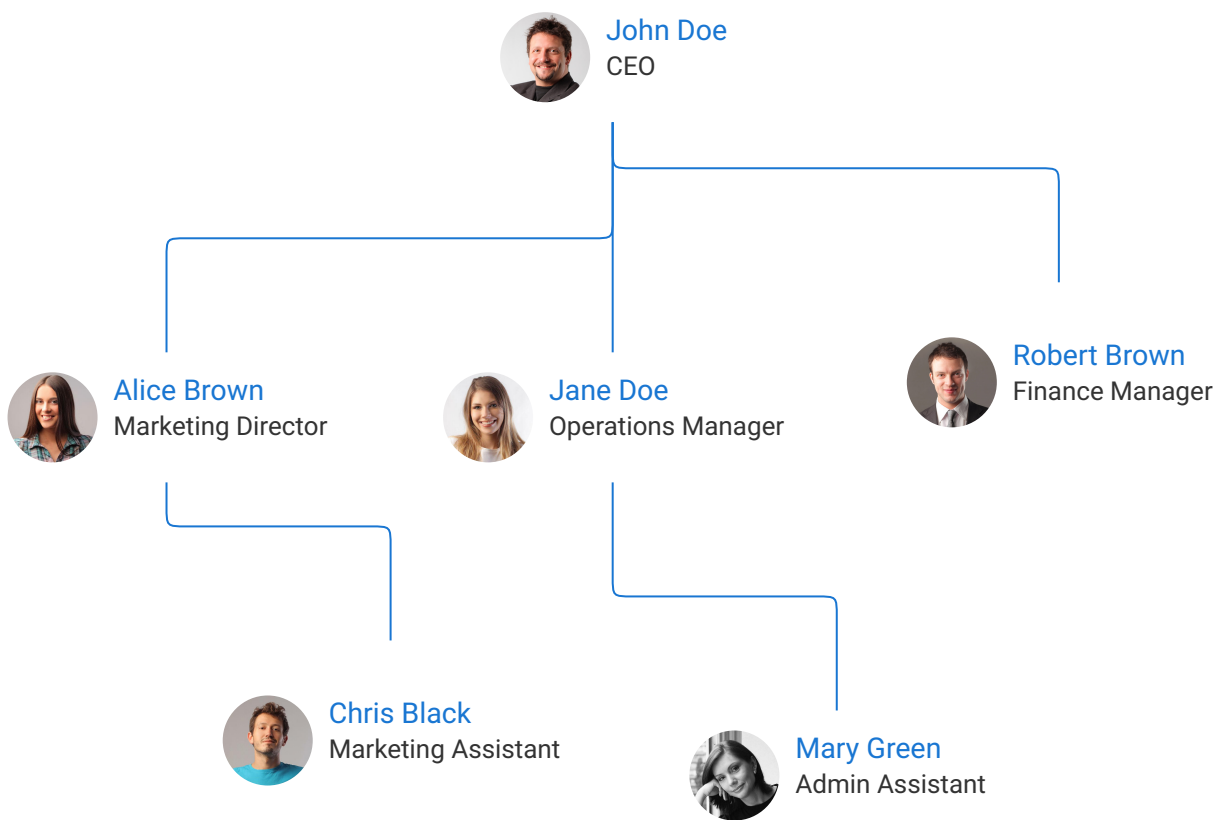 John Doe
CEO
Alice Brown
Marketing Director
Jane Doe
Operations Manager
Robert Brown
Finance Manager
Chris Black
Marketing Assistant
Mary Green
Admin Assistant